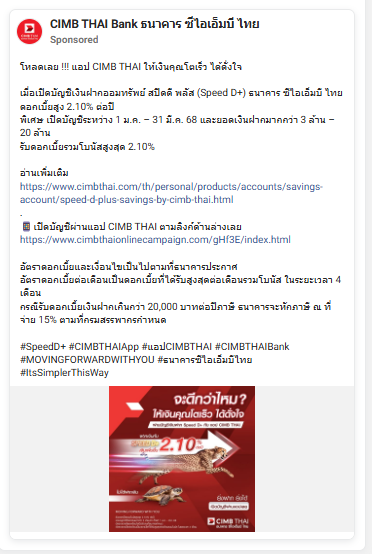 CIMB THAI Bank ธนาคาร ซีไอเอ็มบี ไทย
Sponsored
โหลดเลย !!! แอป CIMB THAI ให้เงินคุณโตเร็ว ได้ดั่งใจ
เมื่อเปิดบัญชีเงินฝากออมทรัพย์ สปีดดี พลัส (Speed D+) ธนาคาร ซีไอเอ็มบี ไทย
ดอกเบี้ยสูง 2.10% ต่อปี
พิเศษ เปิดบัญชีระหว่าง 1 ม.ค. – 31 มี.ค. 68 และยอดเงินฝากมากกว่า 3 ล้าน –
20 ล้าน
รับดอกเบี้ยรวมโบนัสสูงสุด 2.10%
อ่านเพิ่มเติม
https://www.cimbthai.com/th/personal/products/accounts/savings-
account/speed-d-plus-savings-by-cimb-thai.html
.
เปิดบัญชีผ่านแอป CIMB THAI ตามลิงก์ด้านล่างเลย
https://www.cimbthaionlinecampaign.com/gHf3E/index.html
อัตราดอกเบี้ยและเงื่อนไขเป็นไปตามที่ธนาคารประกาศ
อัตราดอกเบี้ยต่อเดือนเป็นดอกเบี้ยที่ได้รับสูงสุดต่อเดือนรวมโบนัส ในระยะเวลา 4
เดือน
กรณีรับดอกเบี้ยเงินฝากเกินกว่า 20,000 บาทต่อปีภาษี ธนาคารจะหักภาษี ณ ที่
จ่าย 15% ตามที่กรมสรรพากรกำหนด
#SpeedD+ #CIMBTHAIApp #แอปCIMBTHAI #CIMBTHAIBank
#MOVINGFORWARDWITHYOU #ธนาคารซีไอเอ็มบีไทย
#ItsSimplerThisWay
จะดีกว่าไหม?
ให้เงินคุณโตเร็ว ได้ดั่งใจ
2.10%
CIMB THAI